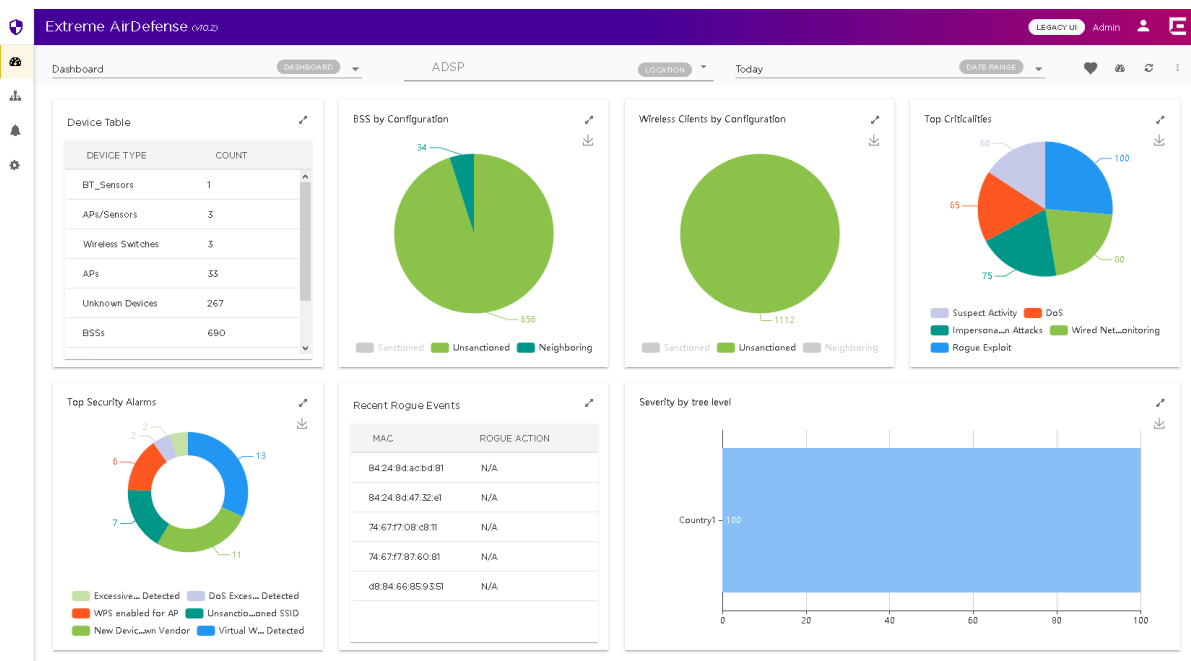 Extreme AirDefense (v10.2)
LEGACY UI Admin
Dashboard DASHBOARD ADSP LOCATION Today DATE RANGE
Device Table
DEVICE TYPE COUNT
BT_Sensors 1
APs/Sensors 3
Wireless Switches 3
APs 33
Unknown Devices 267
BSSs 690
BSS by Configuration
34
656
Sanctioned Unsanctioned Neighboring
Wireless Clients by Configuration
1112
Sanctioned Unsanctioned Neighboring
Top Criticalities
60
100
65
80
75
Suspect Activity DoS
Impersona...n Attacks Wired Net...onitoring
Rogue Exploit
Top Security Alarms
2
2
13
6
7
11
Excessive... Detected DoS Exces... Detected
WPS enabled for AP Unsanctio...oned SSID
New Devic...wn Vendor Virtual W... Detected
Recent Rogue Events
MAC ROGUE ACTION
84:24:8d:ac:bd:81 N/A
84:24:8d:47:32:e1 N/A
74:67:f7:08:c8:11 N/A
74:67:f7:87:60:81 N/A
d8:84:66:85:93:51 N/A
Severity by tree level
Country1 100
0 20 40 60 80 100